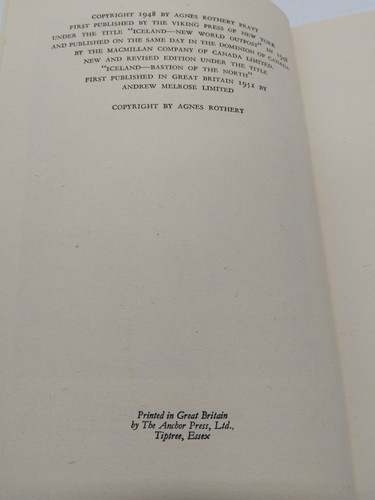 COPYRIGHT 1948 BY AGNES ROTHERY PRATT
FIRST PUBLISHED BY THE VIKING PRESS OF NEW YORK
UNDER THE TITLE "ICELAND—NEW WORLD OUTPOST" IN 1948
AND PUBLISHED ON THE SAME DAY IN THE DOMINION OF CANADA
BY THE MACMILLAN COMPANY OF CANADA LIMITED.
NEW AND REVISED EDITION UNDER THE TITLE
"ICELAND—BASTION OF THE NORTH"
FIRST PUBLISHED IN GREAT BRITAIN 1951 BY
ANDREW MELROSE LIMITED
COPYRIGHT BY AGNES ROTHERY
Printed in Great Britain
by The Anchor Press, Ltd.,
Tiptree, Essex